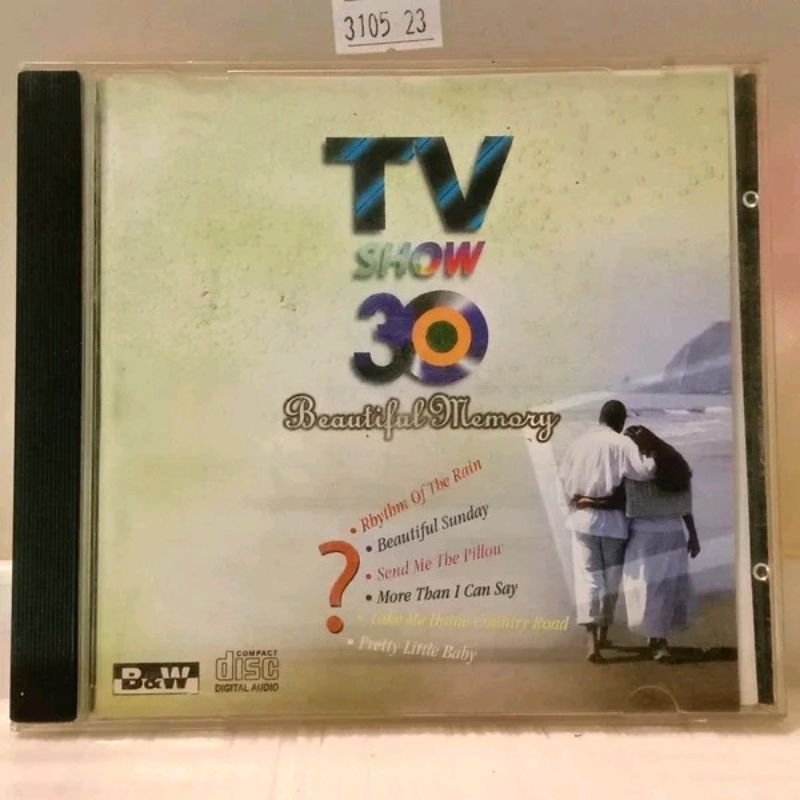 3105 23
TV
SHOW
30
Beautiful Memory
• Rhythm Of The Rain
• Beautiful Sunday
?
• Send Me The Pillow
• More Than I Can Say
• Take Me Home Country Road
• Pretty Little Baby
B&W
COMPACT
disc
DIGITAL AUDIO